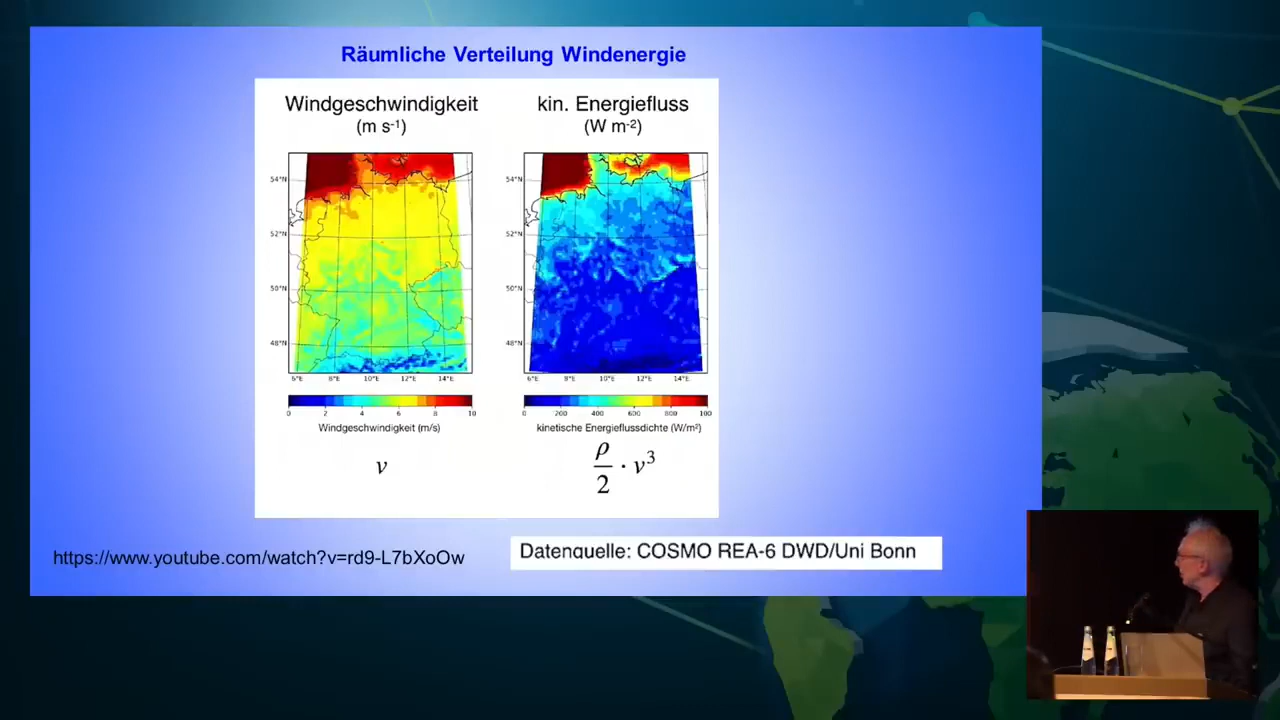 Räumliche Verteilung Windenergie
Windgeschwindigkeit
(m s-1)
54°N
52°N
50°N
48°N
6°E 8°E 10°E 12°E 14°E
0 2 4 6 8 10
Windgeschwindigkeit (m/s)
v
kin. Energiefluss
(W m-2)
54°N
52°N
50°N
48°N
6°E 8°E 10°E 12°E 14°E
0 200 400 600 800 100
kinetische Energieflussdichte (W/m²)
ρ/2 · v³
https://www.youtube.com/watch?v=rd9-L7bXoOw
Datenquelle: COSMO REA-6 DWD/Uni Bonn